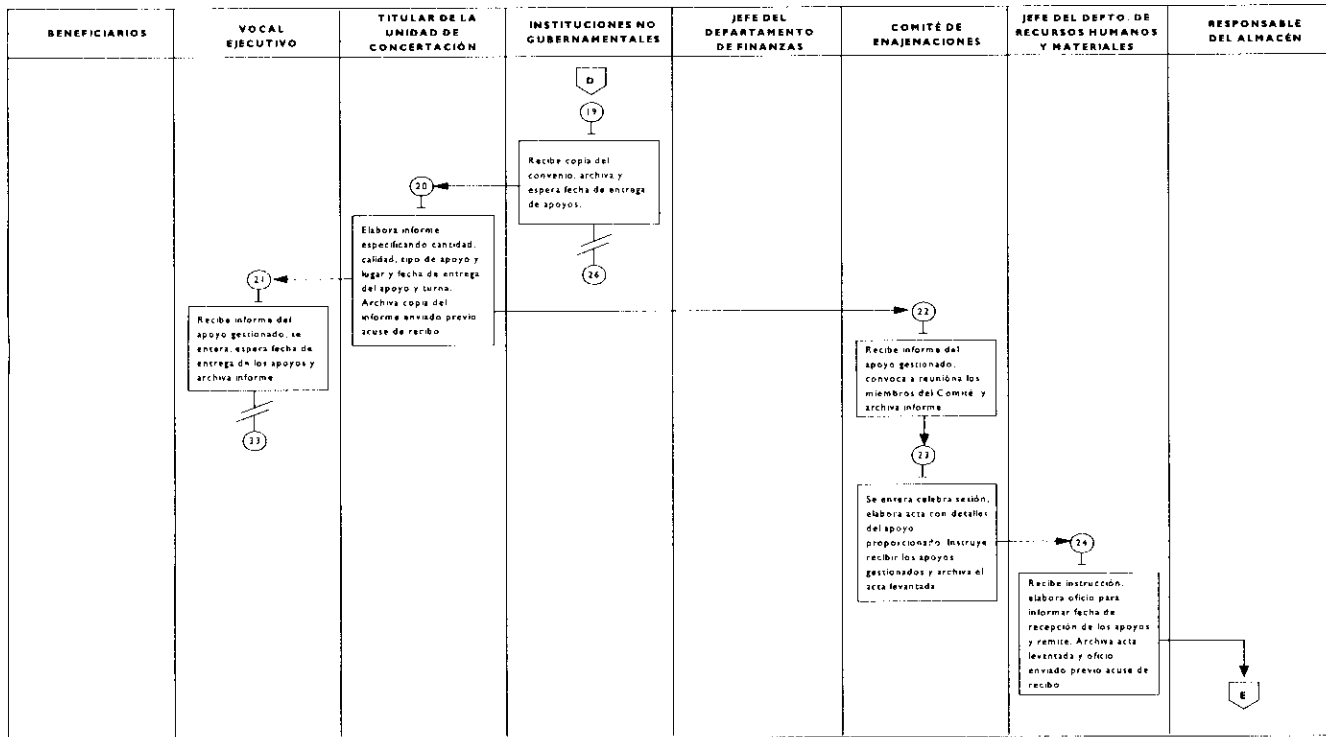 BENEFICIARIOS
VOCAL
EJECUTIVO
TITULAR DE LA
UNIDAD DE
CONCERTACIÓN
INSTITUCIONES NO
GUBERNAMENTALES
JEFE DEL
DEPARTAMENTO
DE FINANZAS
COMITÉ DE
ENAJENACIONES
JEFE DEL DEPTO. DE
RECURSOS HUMANOS
Y MATERIALES
RESPONSABLE
DEL ALMACÉN
D
19
Recibe copia del
convenio, archiva y
espera fecha de entrega
de apoyos.
26
20
Elabora informe
especificando cantidad,
calidad, tipo de apoyo y
lugar y fecha de entrega
del apoyo y turna.
Archiva copia del
informe enviado previo
acuse de recibo
21
Recibe informe del
apoyo gestionado, se
entera, espera fecha de
entrega de los apoyos y
archiva informe
33
22
Recibe informe del
apoyo gestionado,
convoca a reunióna los
miembros del Comité y
archiva informe
23
Se entera celebra sesión,
elabora acta con detalles
del apoyo
proporcionado. Instruye
recibir los apoyos
gestionados y archiva el
acta levantada
24
Recibe instrucción,
elabora oficio para
informar fecha de
recepción de los apoyos
y remite. Archiva acta
levantada y oficio
enviado previo acuse de
recibo
E